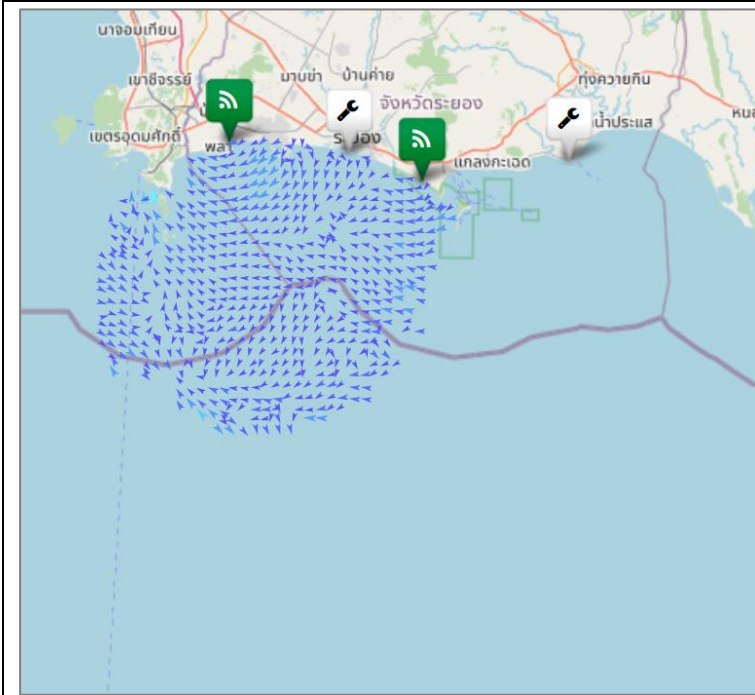 นาจอมเทียน
เขาชีจรรย์
มาบข่า
บ้านค่าย
ทุ่งควายกิน
จังหวัดระยอง
น้ำประแส
เขตรอุดมศักดิ์
พลา
แกลงกะเฉด